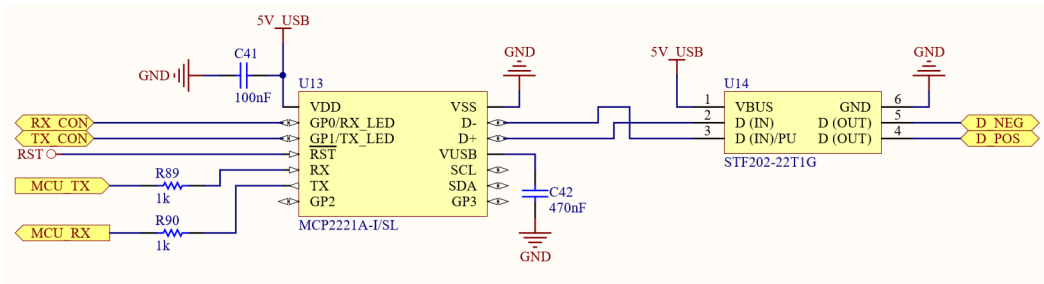 5V_USB
C41
GND
100nF
U13
VDD
GP0/RX_LED
GP1/TX_LED
RST
RX
TX
GP2
VSS
D-
D+
VUSB
SCL
SDA
GP3
MCP2221A-I/SL
RX_CON
TX_CON
RST
MCU_TX
R89
1k
MCU_RX
R90
1k
GND
C42
470nF
GND
5V_USB
U14
1
2
3
VBUS
D (IN)
D (IN)/PU
GND
D (OUT)
D (OUT)
6
5
4
STF202-22T1G
GND
D_NEG
D_POS